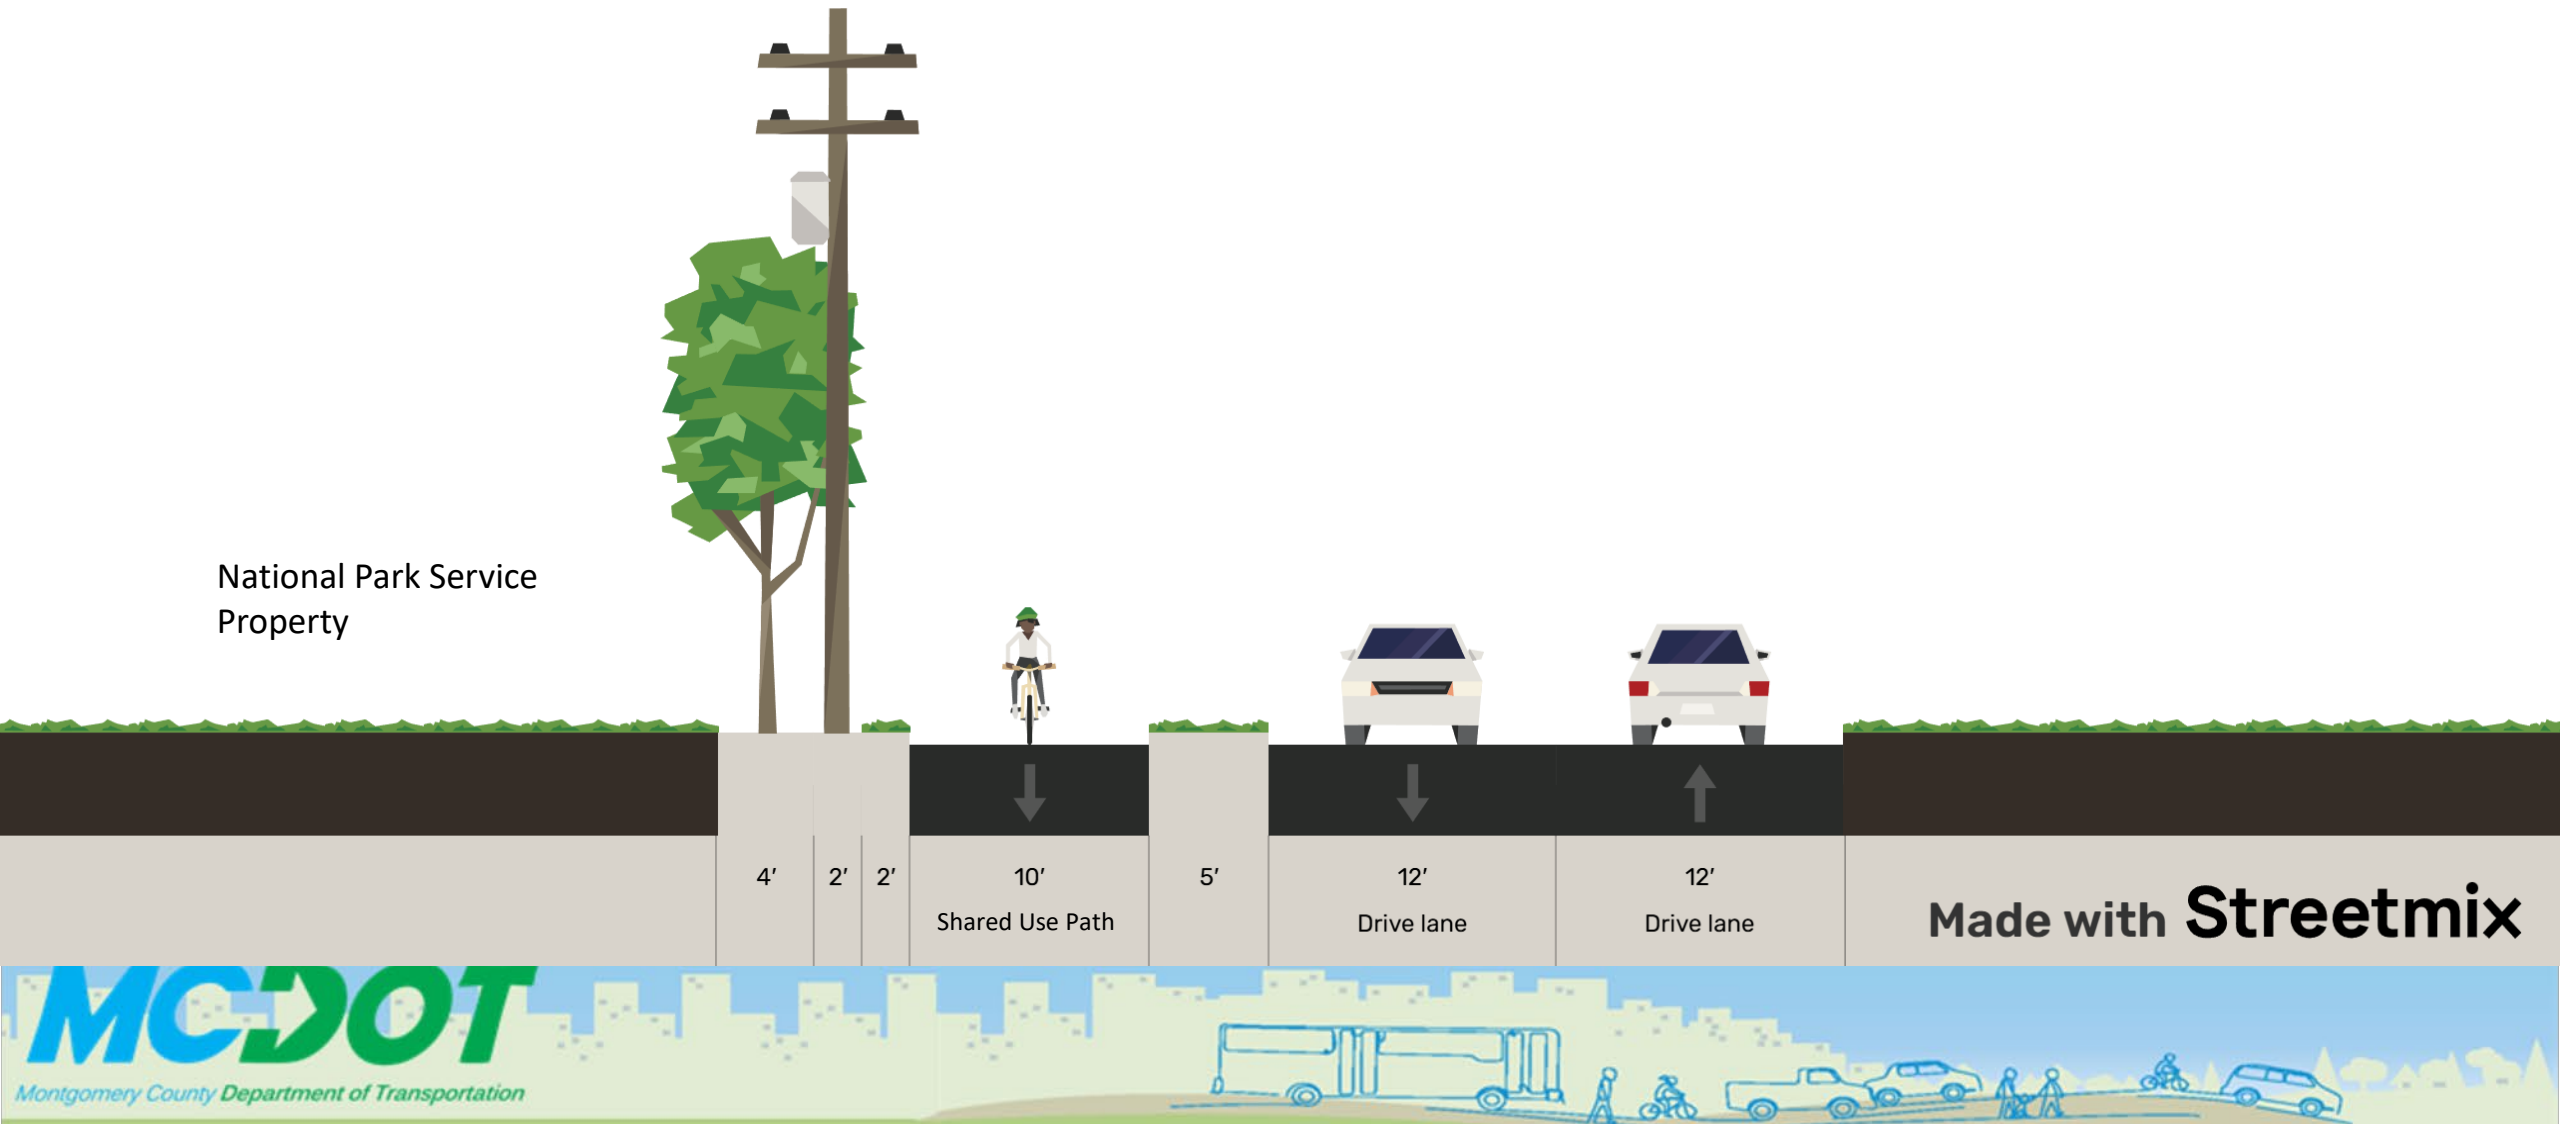 National Park Service
Property
4′
2′
2′
10′
5′
12′
12′
Shared Use Path
Drive lane
Drive lane
Made with Streetmix
MCDOT
Montgomery County Department of Transportation